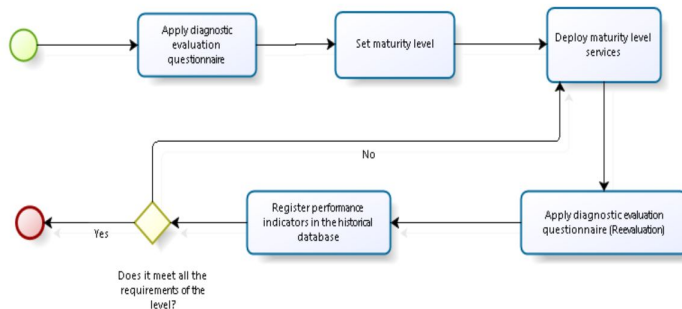 Apply diagnostic
evaluation
questionnaire
Set maturity level
Deploy maturity level
services
No
Register performance
indicators in the historical
database
Apply diagnostic evaluation
questionnaire (Reevaluation)
Yes
Does it meet all the
requirements of the
level?